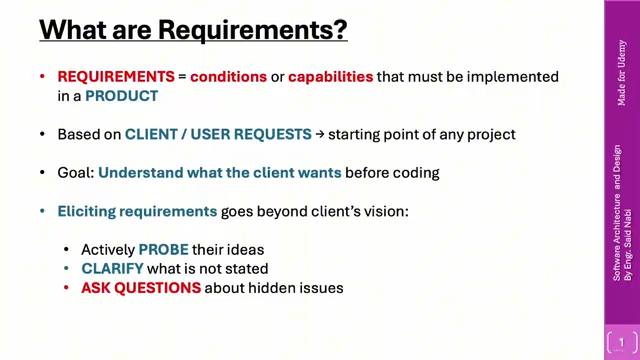 What are Requirements?
• REQUIREMENTS = conditions or capabilities that must be implemented
in a PRODUCT
• Based on CLIENT / USER REQUESTS → starting point of any project
• Goal: Understand what the client wants before coding
• Eliciting requirements goes beyond client's vision:
• Actively PROBE their ideas
• CLARIFY what is not stated
• ASK QUESTIONS about hidden issues
Made for Udemy
Software Architecture and Design
By Engr. Said Nabi
1